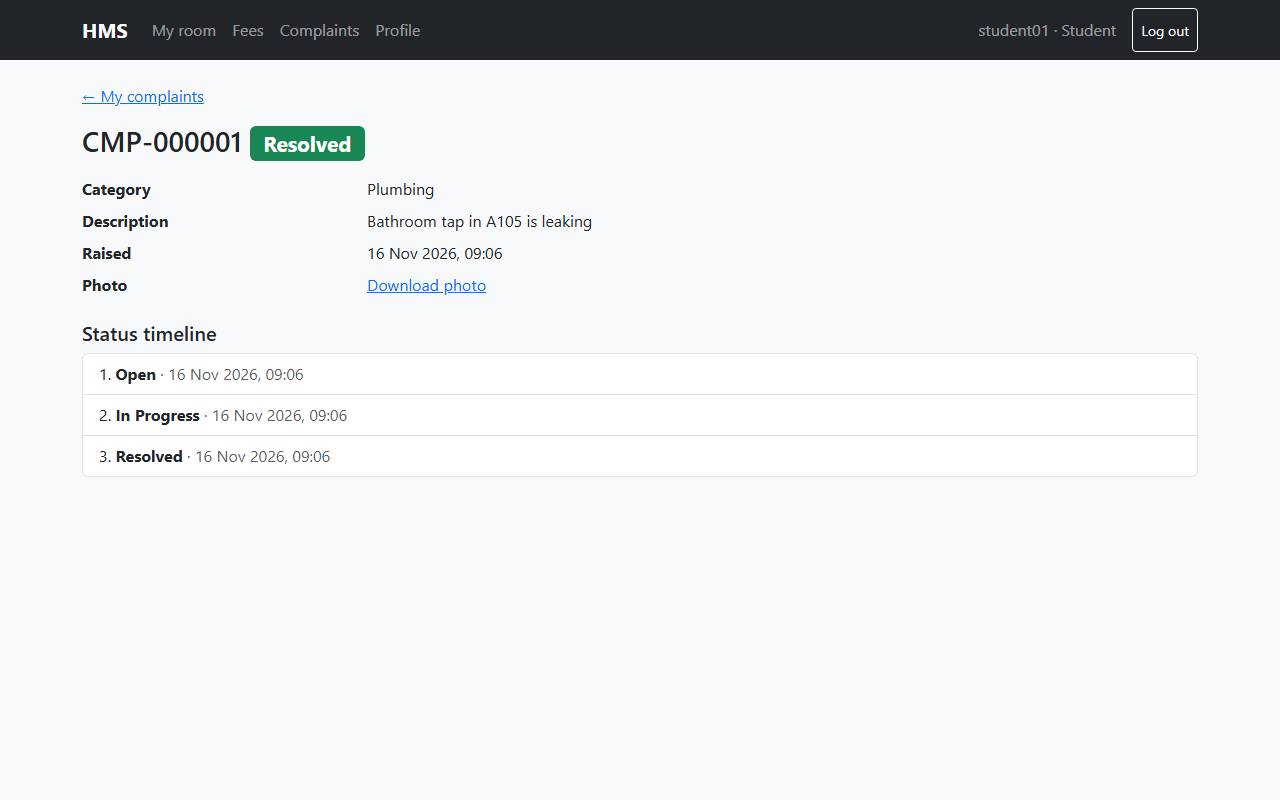 HMS My room Fees Complaints Profile student01 · Student Log out
← My complaints
CMP-000001 Resolved
Category Plumbing
Description Bathroom tap in A105 is leaking
Raised 16 Nov 2026, 09:06
Photo Download photo
Status timeline
1. Open · 16 Nov 2026, 09:06
2. In Progress · 16 Nov 2026, 09:06
3. Resolved · 16 Nov 2026, 09:06